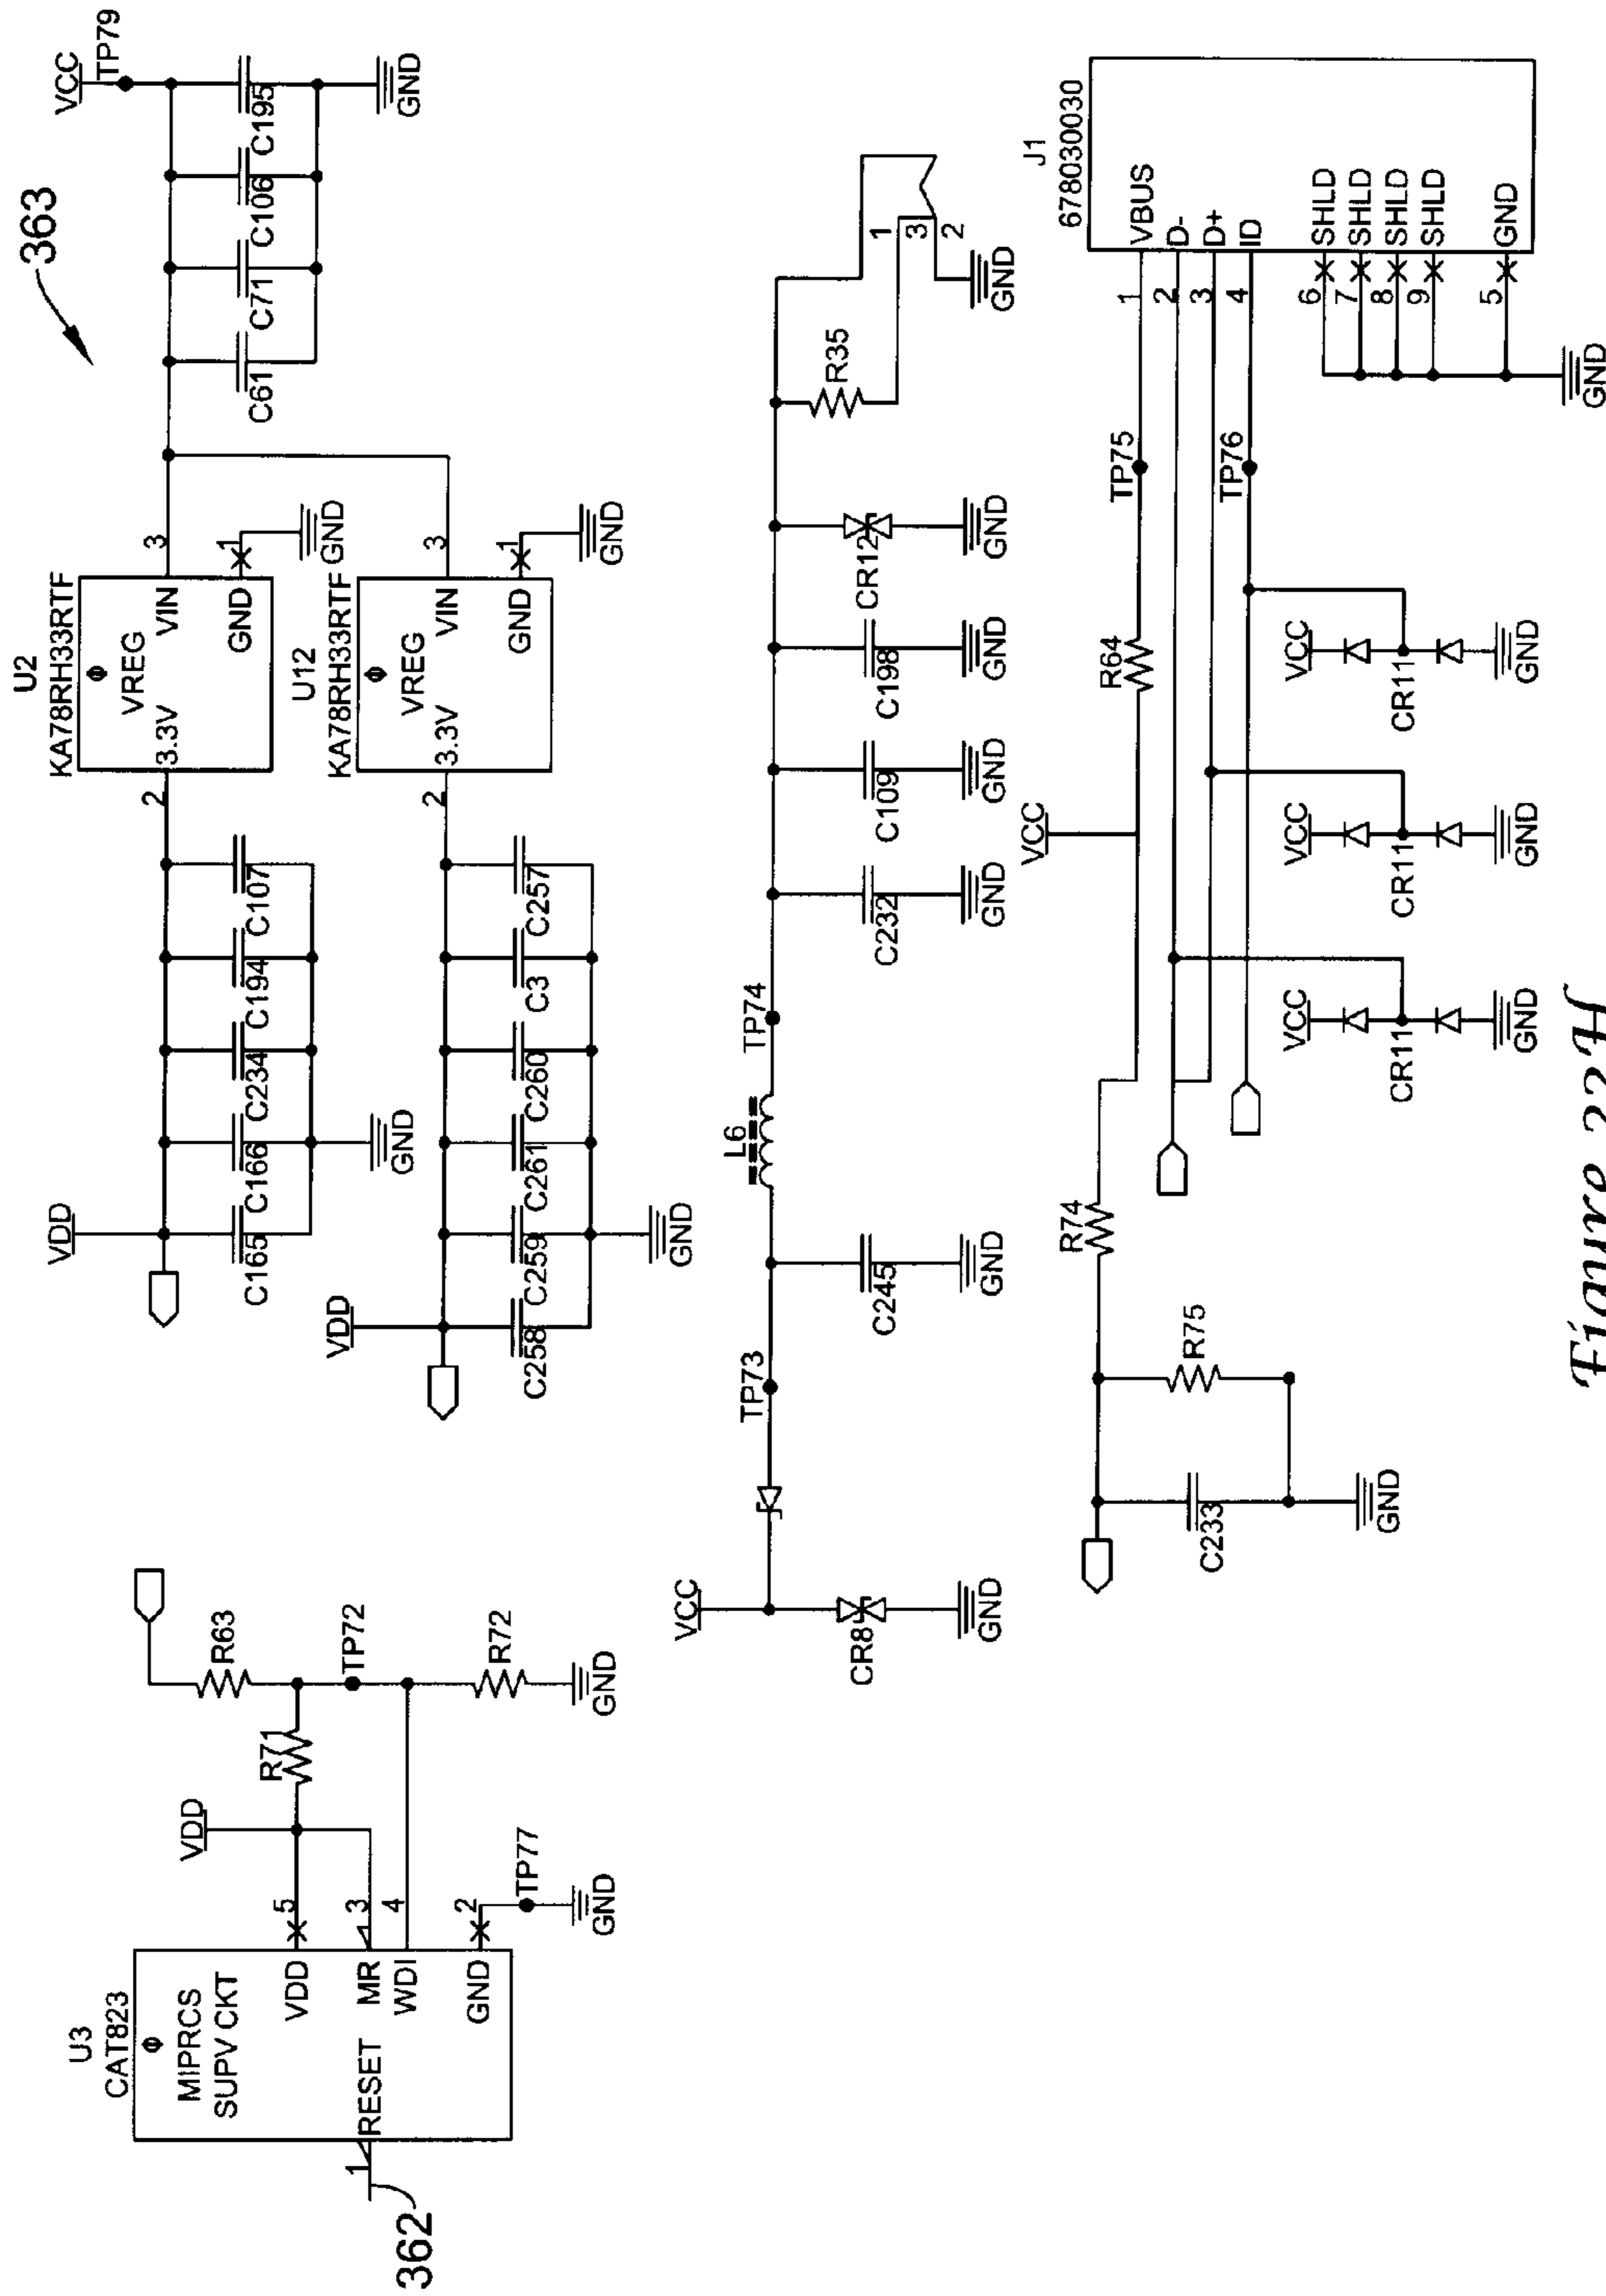 363
U3
CAT823
Φ
MIPRCS
SUPV CKT
VDD
MR
WDI
GND
RESET
1
5
3
4
2
362
VDD
R71
R63
TP72
R72
GND
TP77
GND
U2
KA78RH33RTF
Φ
VREG
3.3V
VIN
GND
2
3
1
GND
VDD
C165
C166
C234
C194
C107
GND
VCC
TP79
C61
C71
C106
C195
GND
U12
KA78RH33RTF
Φ
VREG
3.3V
VIN
GND
2
3
1
GND
VDD
C258
C259
C261
C260
C3
C257
GND
VCC
CR8
GND
TP73
C245
GND
L6
TP74
C232
GND
C109
GND
C198
GND
CR12
GND
R35
1
3
2
GND
C233
GND
R75
R74
VCC
R64
TP75
TP76
J1
678030030
1
VBUS
2
D-
3
D+
4
ID
6
SHLD
7
SHLD
8
SHLD
9
SHLD
5
GND
GND
VCC
CR11
GND
VCC
CR11
GND
VCC
CR11
GND
Figure 22H